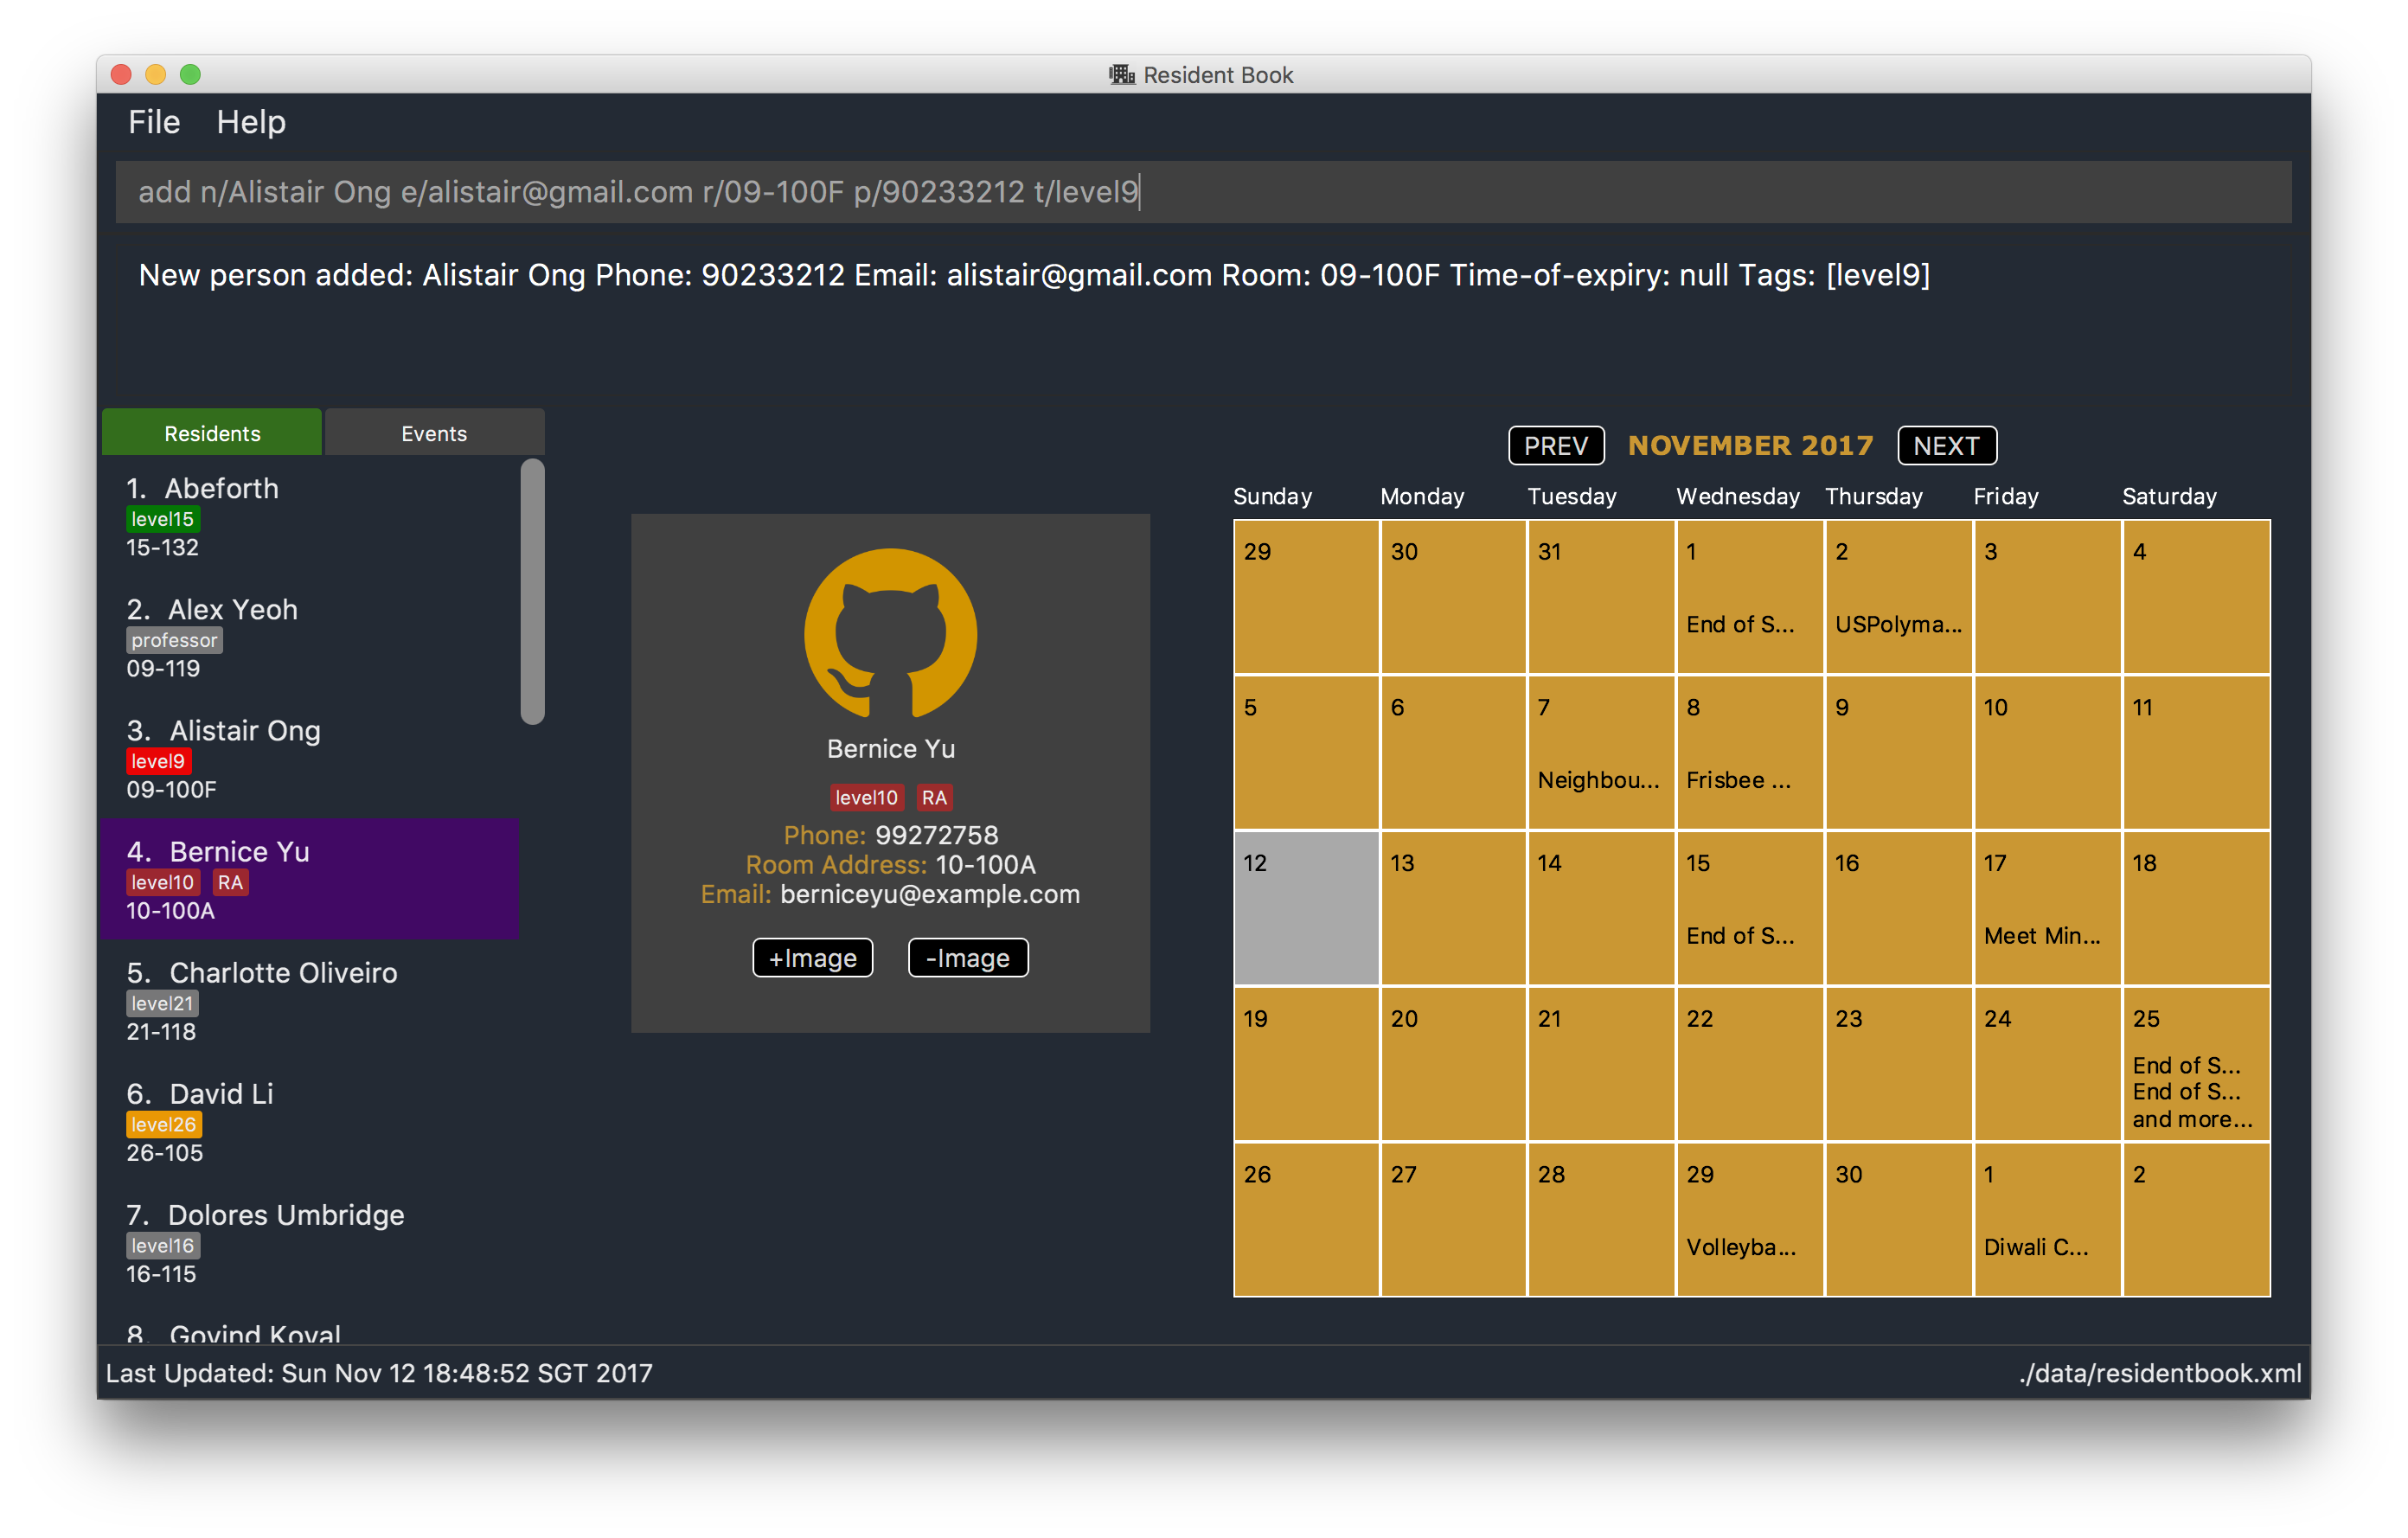 Resident Book
File Help
add n/Alistair Ong e/alistair@gmail.com r/09-100F p/90233212 t/level9
New person added: Alistair Ong Phone: 90233212 Email: alistair@gmail.com Room: 09-100F Time-of-expiry: null Tags: [level9]
Residents Events
1. Abeforth
level15
15-132
2. Alex Yeoh
professor
09-119
3. Alistair Ong
level9
09-100F
4. Bernice Yu
level10 RA
10-100A
5. Charlotte Oliveiro
level21
21-118
6. David Li
level26
26-105
7. Dolores Umbridge
level16
16-115
8. Govind Koyal
Bernice Yu
level10 RA
Phone: 99272758
Room Address: 10-100A
Email: berniceyu@example.com
+Image -Image
PREV NOVEMBER 2017 NEXT
Sunday Monday Tuesday Wednesday Thursday Friday Saturday
29 30 31 1 2 3 4
End of S... USPolyma...
5 6 7 8 9 10 11
Neighbou... Frisbee ...
12 13 14 15 16 17 18
End of S... Meet Min...
19 20 21 22 23 24 25
End of S...
End of S...
and more...
26 27 28 29 30 1 2
Volleyba... Diwali C...
Last Updated: Sun Nov 12 18:48:52 SGT 2017 ./data/residentbook.xml